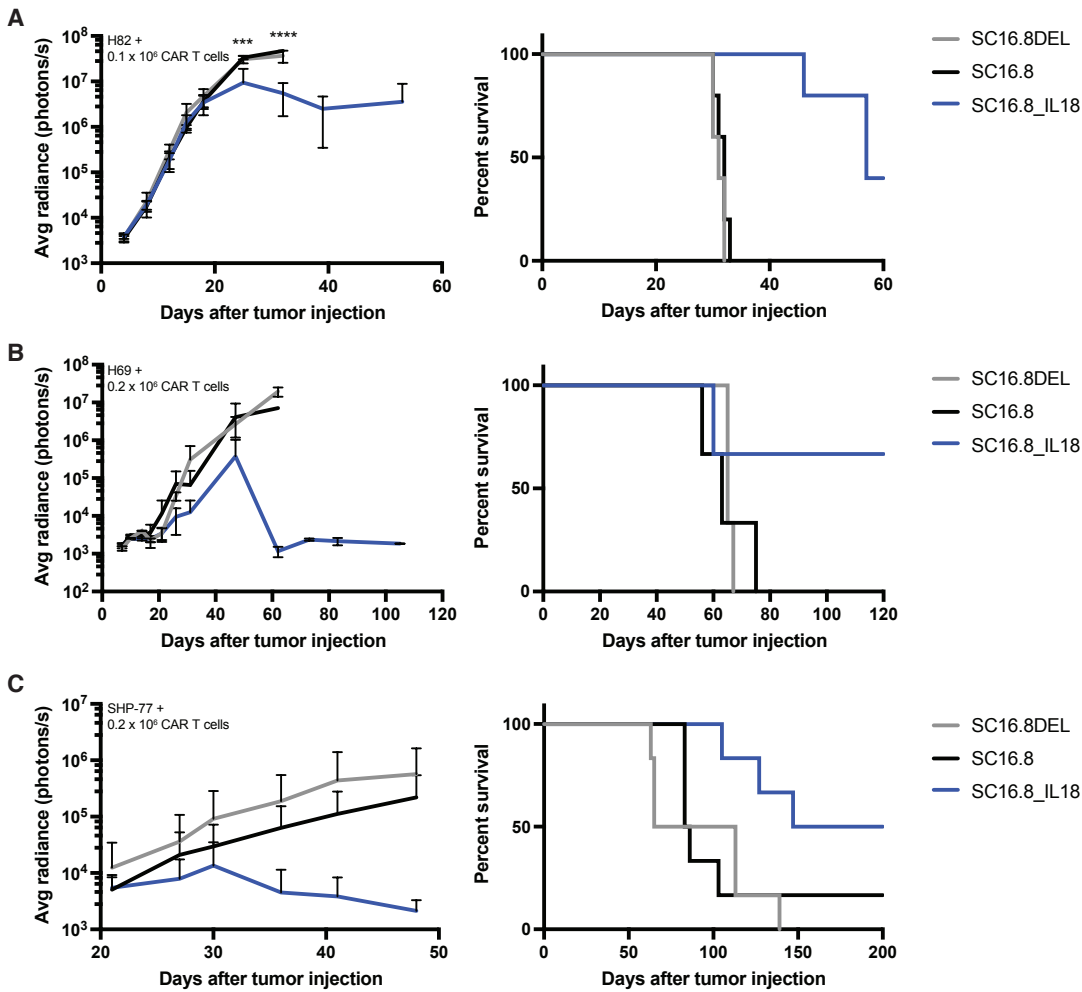 A
Avg radiance (photons/s)
10⁸
10⁷
10⁶
10⁵
10⁴
10³
H82 +
0.1 x 10⁶ CAR T cells
***
****
0
20
40
60
Days after tumor injection
Percent survival
100
50
0
0
20
40
60
Days after tumor injection
SC16.8DEL
SC16.8
SC16.8_IL18
B
Avg radiance (photons/s)
10⁸
10⁷
10⁶
10⁵
10⁴
10³
10²
H69 +
0.2 x 10⁶ CAR T cells
0
20
40
60
80
100
120
Days after tumor injection
Percent survival
100
50
0
0
20
40
60
80
100
120
Days after tumor injection
SC16.8DEL
SC16.8
SC16.8_IL18
C
Avg radiance (photons/s)
10⁷
10⁶
10⁵
10⁴
10³
SHP-77 +
0.2 x 10⁶ CAR T cells
20
30
40
50
Days after tumor injection
Percent survival
100
50
0
0
50
100
150
200
Days after tumor injection
SC16.8DEL
SC16.8
SC16.8_IL18